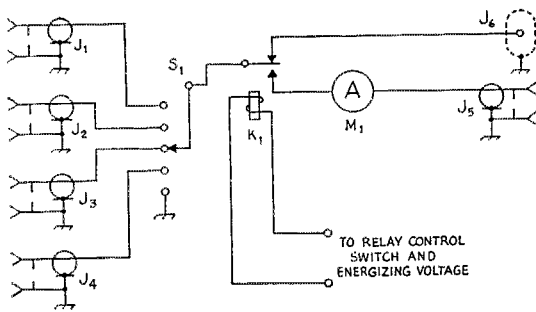 J1
J2
J3
J4
S1
K1
A
M1
J6
J5
TO RELAY CONTROL
SWITCH AND
ENERGIZING VOLTAGE